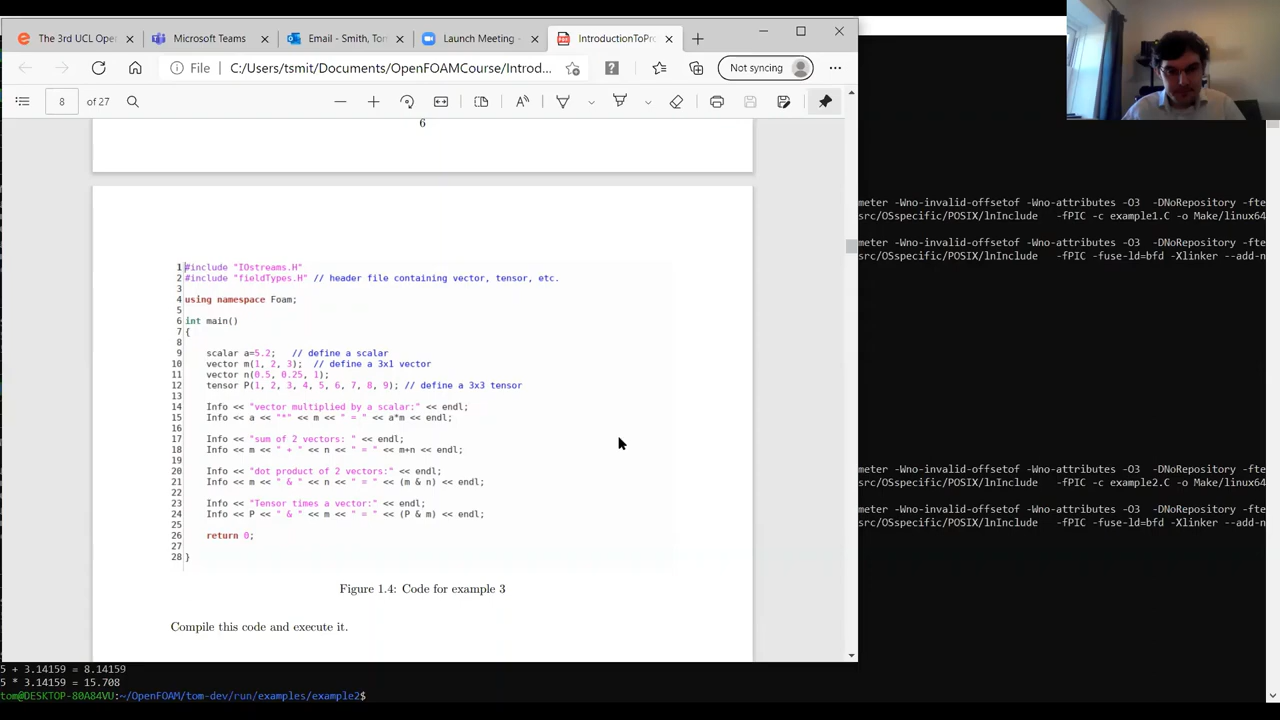 The 3rd UCL Open
Microsoft Teams
Email - Smith, Tom
Launch Meeting -
IntroductionToPro
File C:/Users/tsmit/Documents/OpenFOAMCourse/Introd...
Not syncing
8 of 27
6
1 #include "IOstreams.H"
2 #include "fieldTypes.H" // header file containing vector, tensor, etc.
3
4 using namespace Foam;
5
6 int main()
7 {
8
9 scalar a=5.2; // define a scalar
10 vector m(1, 2, 3); // define a 3x1 vector
11 vector n(0.5, 0.25, 1);
12 tensor P(1, 2, 3, 4, 5, 6, 7, 8, 9); // define a 3x3 tensor
13
14 Info << "vector multiplied by a scalar:" << endl;
15 Info << a << "*" << m << " = " << a*m << endl;
16
17 Info << "sum of 2 vectors: " << endl;
18 Info << m << " + " << n << " = " << m+n << endl;
19
20 Info << "dot product of 2 vectors:" << endl;
21 Info << m << " & " << n << " = " << (m & n) << endl;
22
23 Info << "Tensor times a vector:" << endl;
24 Info << P << " & " << m << " = " << (P & m) << endl;
25
26 return 0;
27
28 }
Figure 1.4: Code for example 3
Compile this code and execute it.
meter -Wno-invalid-offsetof -Wno-attributes -O3 -DNoRepository -fte
src/OSspecific/POSIX/lnInclude -fPIC -c example1.C -o Make/linux64
meter -Wno-invalid-offsetof -Wno-attributes -O3 -DNoRepository -fte
src/OSspecific/POSIX/lnInclude -fPIC -fuse-ld=bfd -Xlinker --add-n
meter -Wno-invalid-offsetof -Wno-attributes -O3 -DNoRepository -fte
src/OSspecific/POSIX/lnInclude -fPIC -c example2.C -o Make/linux64
meter -Wno-invalid-offsetof -Wno-attributes -O3 -DNoRepository -fte
src/OSspecific/POSIX/lnInclude -fPIC -fuse-ld=bfd -Xlinker --add-n
5 + 3.14159 = 8.14159
5 * 3.14159 = 15.708
tom@DESKTOP-80A84VU:~/OpenFOAM/tom-dev/run/examples/example2$